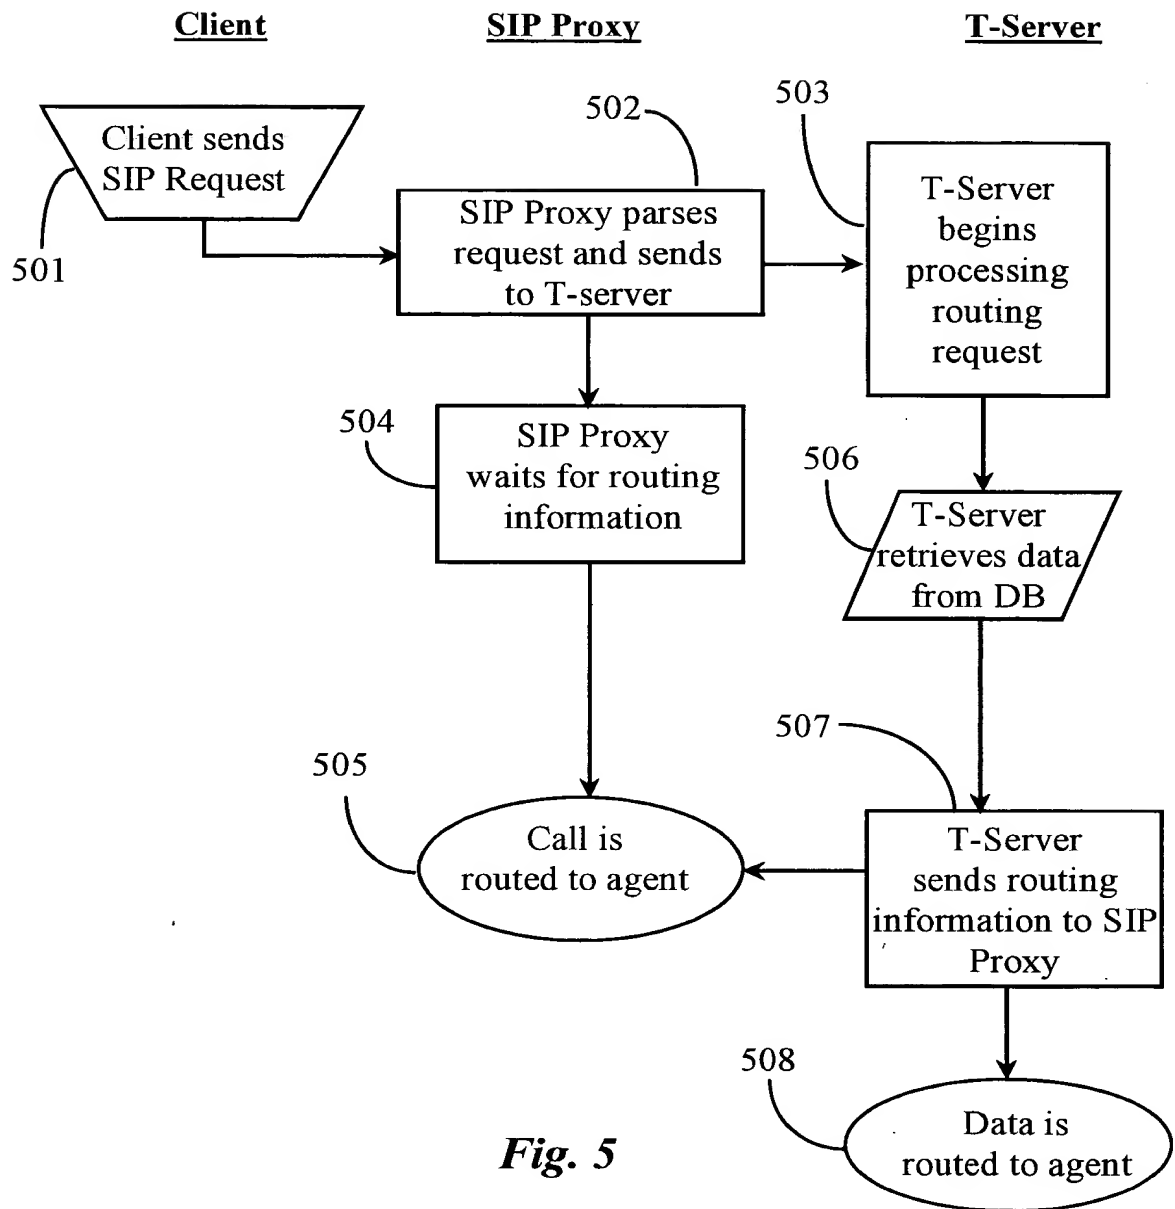 Client
SIP Proxy
T-Server
502
503
Client sends
SIP Request
501
SIP Proxy parses
request and sends
to T-server
T-Server
begins
processing
routing
request
504
SIP Proxy
waits for routing
information
506
T-Server
retrieves data
from DB
507
505
Call is
routed to agent
T-Server
sends routing
information to SIP
Proxy
508
Data is
routed to agent
Fig. 5